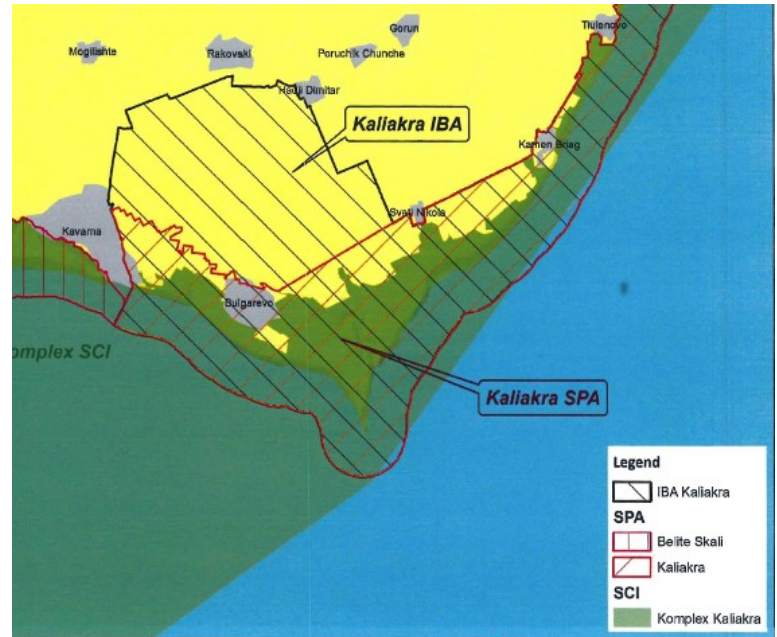 Gorun
Tiulenovo
Mogilishte
Rakovski
Poruchik Chunche
Hadji Dimitar
Kaliakra IBA
Kamen Briag
Sveti Nikola
Kavarna
Bulgarevo
omplex SCI
Kaliakra SPA
Legend
IBA Kaliakra
SPA
Belite Skali
Kaliakra
SCI
Komplex Kaliakra